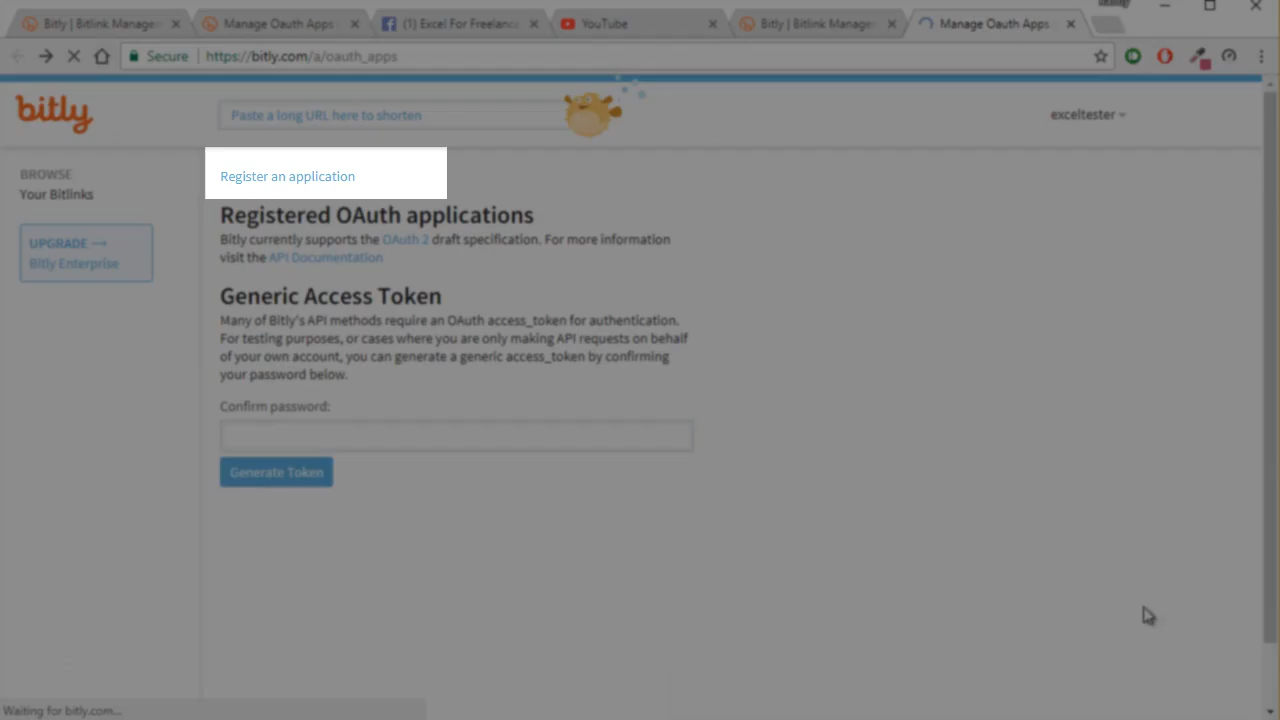 Bitly | Bitlink Manage
Manage Oauth Apps
(1) Excel For Freelance
YouTube
Bitly | Bitlink Manage
Manage Oauth Apps
Secure
https://bitly.com/a/oauth_apps
bitly
Paste a long URL here to shorten
exceltester
BROWSE
Your Bitlinks
UPGRADE →
Bitly Enterprise
Register an application
Registered OAuth applications
Bitly currently supports the OAuth 2 draft specification. For more information
visit the API Documentation
Generic Access Token
Many of Bitly's API methods require an OAuth access_token for authentication.
For testing purposes, or cases where you are only making API requests on behalf
of your own account, you can generate a generic access_token by confirming
your password below.
Confirm password:
Generate Token
Waiting for bitly.com...